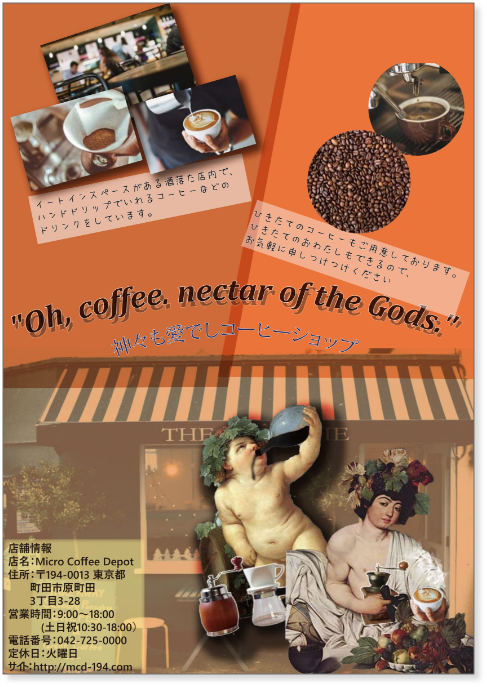 イートインスペースがある洒落た店内で、
ハンドドリップでいれるコーヒーなどの
ドリンクをしています。
ひきたてのコーヒーもご用意しております。
ひきたてのおわたしもできるので、
お気軽に申しつけつけください
"Oh, coffee. nectar of the Gods."
神々も愛でしコーヒーショップ
THE
店舗情報
店名：Micro Coffee Depot
住所：〒194-0013 東京都
町田市原町田
3丁目3-28
営業時間：9:00～18:00
(土日祝10:30-18:00)
電話番号：042-725-0000
定休日：火曜日
サイト：http://mcd-194.com